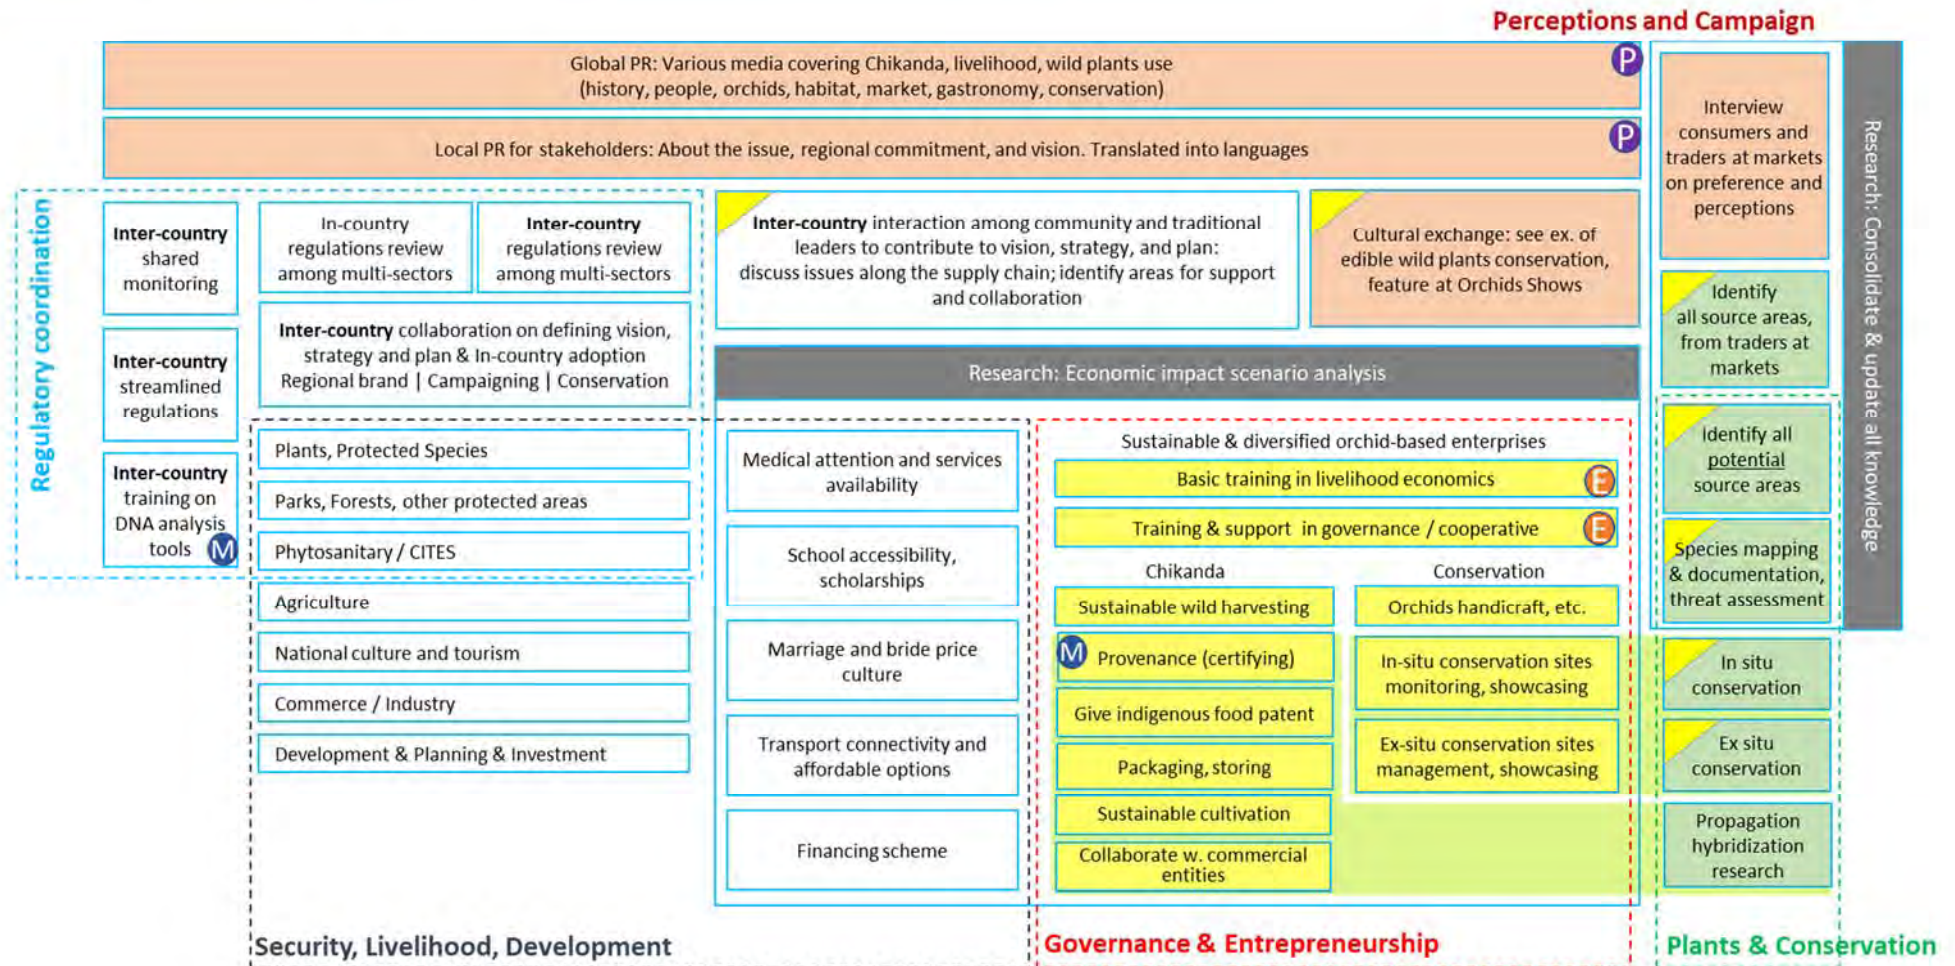 Perceptions and Campaign
Global PR: Various media covering Chikanda, livelihood, wild plants use
(history, people, orchids, habitat, market, gastronomy, conservation)
P
Local PR for stakeholders: About the issue, regional commitment, and vision. Translated into languages
P
Interview
consumers and
traders at markets
on preference and
perceptions
Research: Consolidate & update all knowledge
Regulatory coordination
Inter-country
shared
monitoring
In-country
regulations review
among multi-sectors
Inter-country
regulations review
among multi-sectors
Inter-country interaction among community and traditional
leaders to contribute to vision, strategy, and plan:
discuss issues along the supply chain; identify areas for support
and collaboration
Cultural exchange: see ex. of
edible wild plants conservation,
feature at Orchids Shows
Identify
all source areas,
from traders at
markets
Inter-country
streamlined
regulations
Inter-country collaboration on defining vision,
strategy and plan & In-country adoption
Regional brand | Campaigning | Conservation
Research: Economic impact scenario analysis
Inter-country
training on
DNA analysis
tools
M
Plants, Protected Species
Parks, Forests, other protected areas
Phytosanitary / CITES
Agriculture
National culture and tourism
Commerce / Industry
Development & Planning & Investment
Medical attention and services
availability
School accessibility,
scholarships
Marriage and bride price
culture
Transport connectivity and
affordable options
Financing scheme
Sustainable & diversified orchid-based enterprises
Basic training in livelihood economics
E
Training & support in governance / cooperative
E
Chikanda
Sustainable wild harvesting
M
Provenance (certifying)
Give indigenous food patent
Packaging, storing
Sustainable cultivation
Collaborate w. commercial
entities
Conservation
Orchids handicraft, etc.
In-situ conservation sites
monitoring, showcasing
Ex-situ conservation sites
management, showcasing
Identify all
potential
source areas
Species mapping
& documentation,
threat assessment
In situ
conservation
Ex situ
conservation
Propagation
hybridization
research
Security, Livelihood, Development
Governance & Entrepreneurship
Plants & Conservation